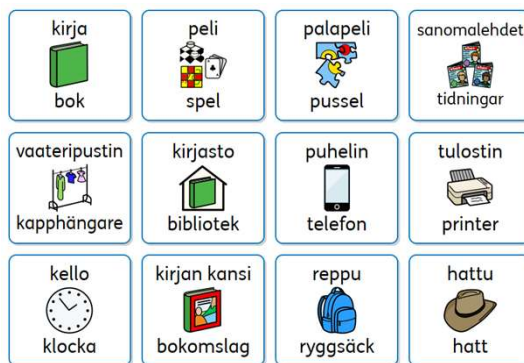 kirja
bok
peli
spel
palapeli
pussel
sanomalehdet
tidningar
vaateripustin
kapphängare
kirjasto
bibliotek
puhelin
telefon
tulostin
printer
kello
klocka
kirjan kansi
bokomslag
reppu
ryggsäck
hattu
hatt